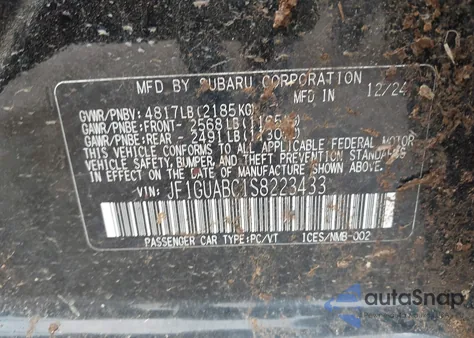 MFD BY SUBARU CORPORATION
MFD IN 12/24
GVWR/PNBV: 4817LB(2185KG)
GAWR/PNBE: FRONT - 2568LB
GAWR/PNBE: REAR - 2491LB
THIS VEHICLE CONFORMS TO ALL APPLICABLE FEDERAL MOTOR
VEHICLE SAFETY, BUMPER, AND THEFT PREVENTION STANDARDS
IN EFFECT ON THE DATE OF MANUFACTURE SHOWN ABOVE.
VIN: JF1GUABC1S8223433
PASSENGER CAR TYPE:PC/VT ICES/NMB-002
autoSnap